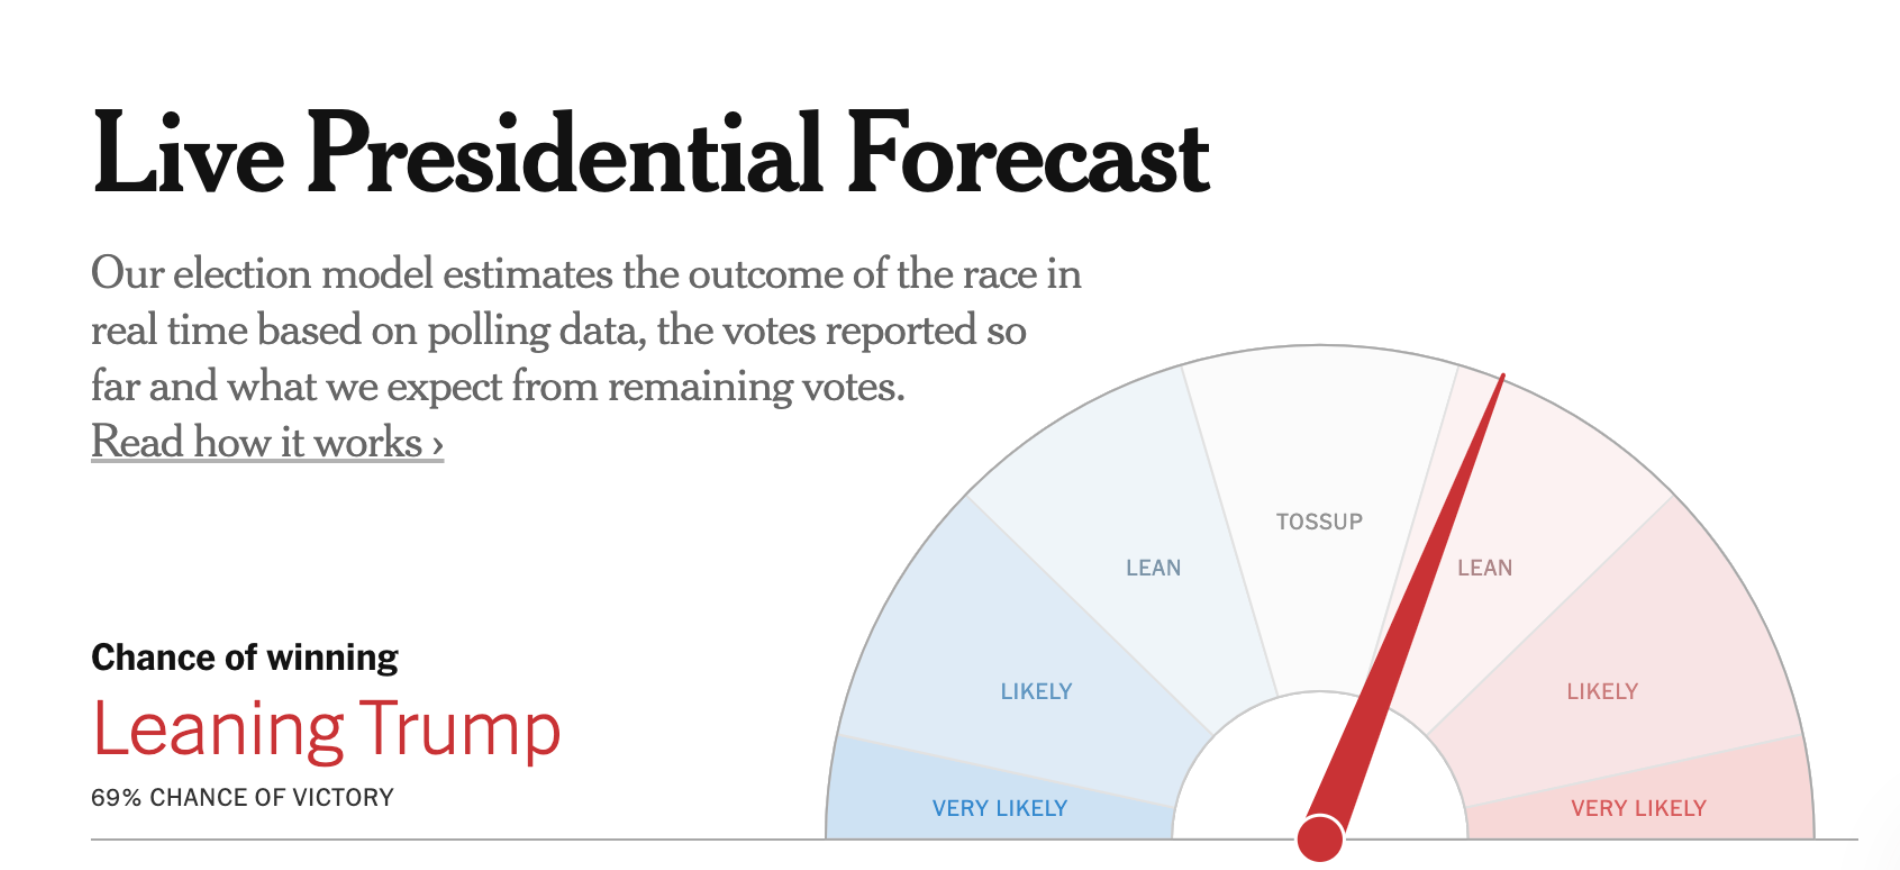 Live Presidential Forecast
Our election model estimates the outcome of the race in
real time based on polling data, the votes reported so
far and what we expect from remaining votes.
Read how it works ›
Chance of winning
Leaning Trump
69% CHANCE OF VICTORY
TOSSUP
LEAN
LEAN
LIKELY
LIKELY
VERY LIKELY
VERY LIKELY